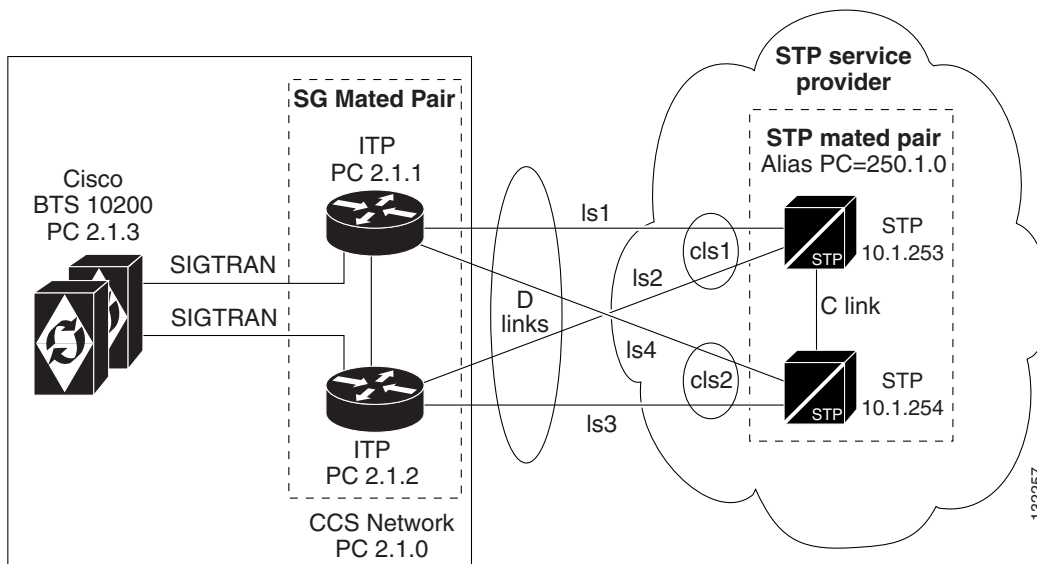 STP service
provider
SG Mated Pair
STP mated pair
Alias PC=250.1.0
ITP
PC 2.1.1
Cisco
BTS 10200
PC 2.1.3
SIGTRAN
SIGTRAN
ls1
ls2
cls1
STP
STP
10.1.253
D
links
C link
ls4
cls2
STP
STP
10.1.254
ls3
ITP
PC 2.1.2
CCS Network
PC 2.1.0